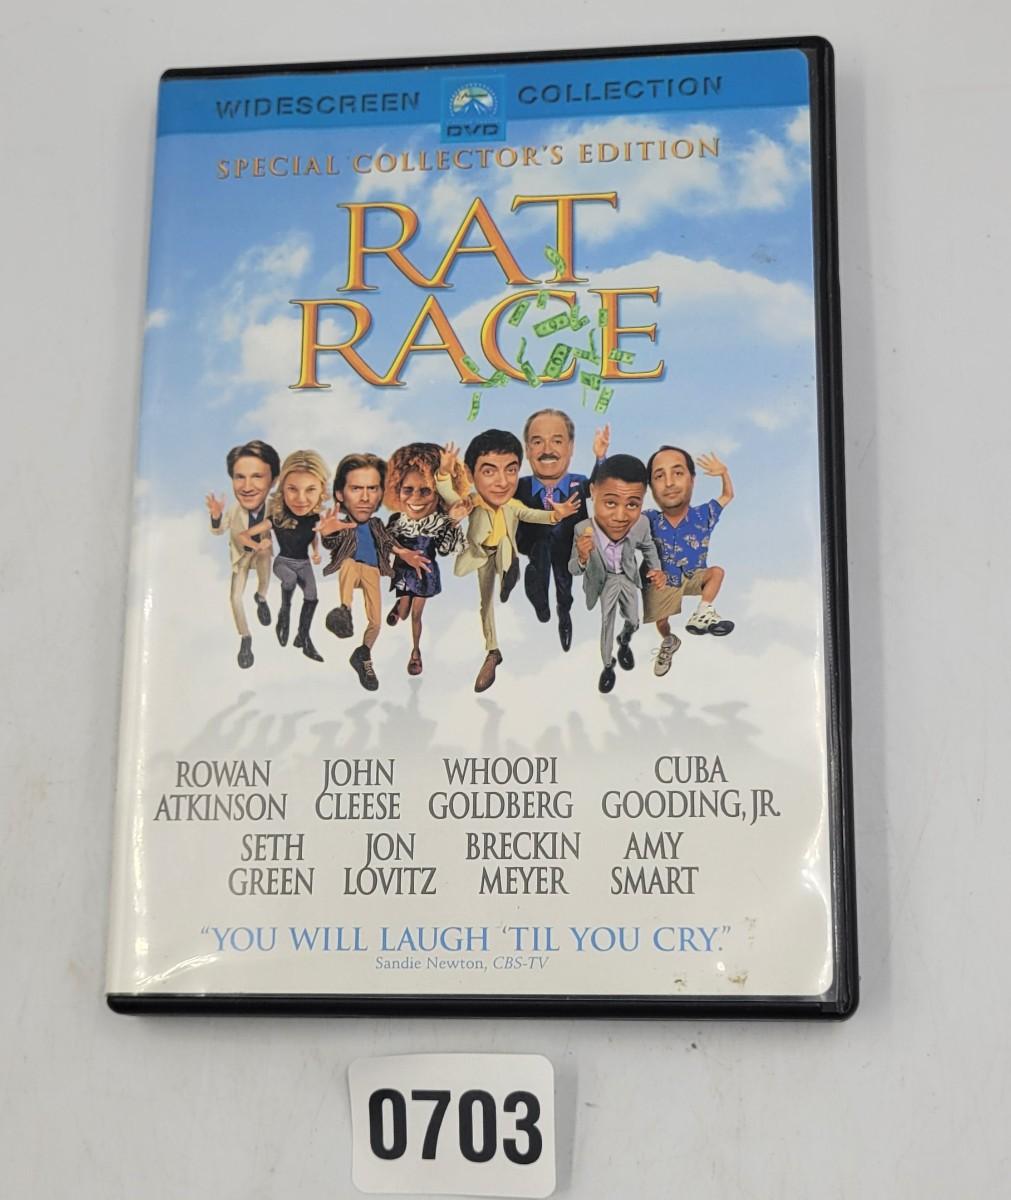 WIDESCREEN DVD COLLECTION
SPECIAL COLLECTOR'S EDITION
RAT
RACE
ROWAN ATKINSON
JOHN CLEESE
WHOOPI GOLDBERG
CUBA GOODING, JR.
SETH GREEN
JON LOVITZ
BRECKIN MEYER
AMY SMART
"YOU WILL LAUGH 'TIL YOU CRY."
Sandie Newton, CBS-TV
0703